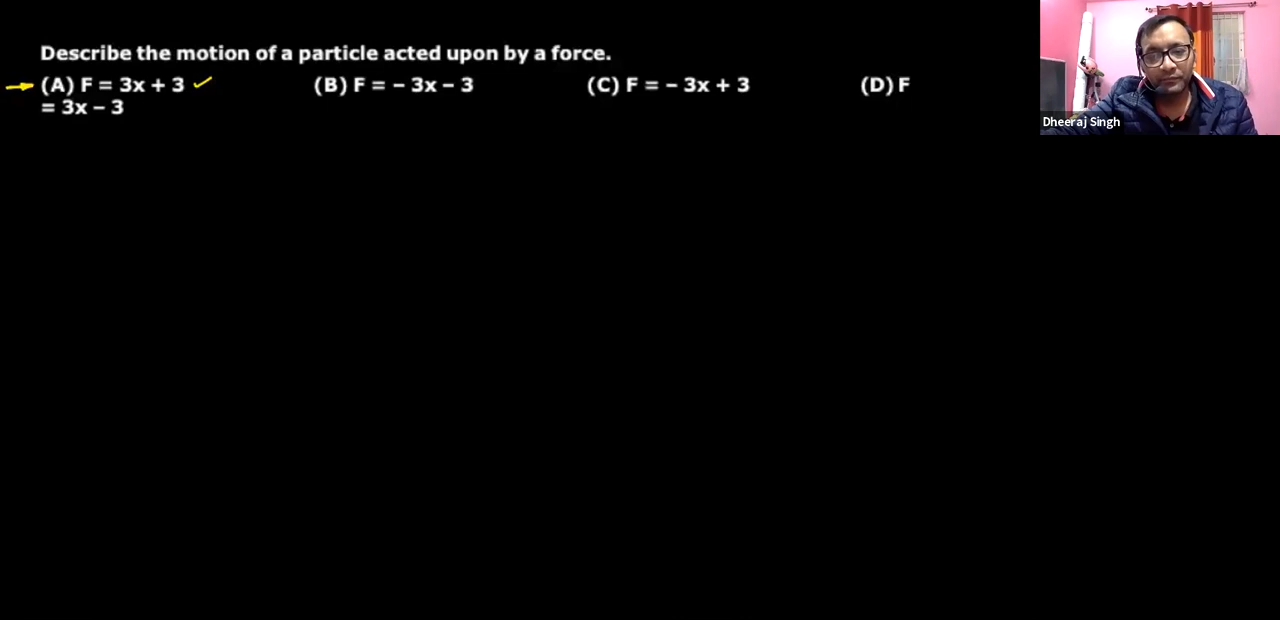 Describe the motion of a particle acted upon by a force.
(A) F = 3x + 3 (B) F = – 3x – 3 (C) F = – 3x + 3 (D) F
= 3x – 3
Dheeraj Singh